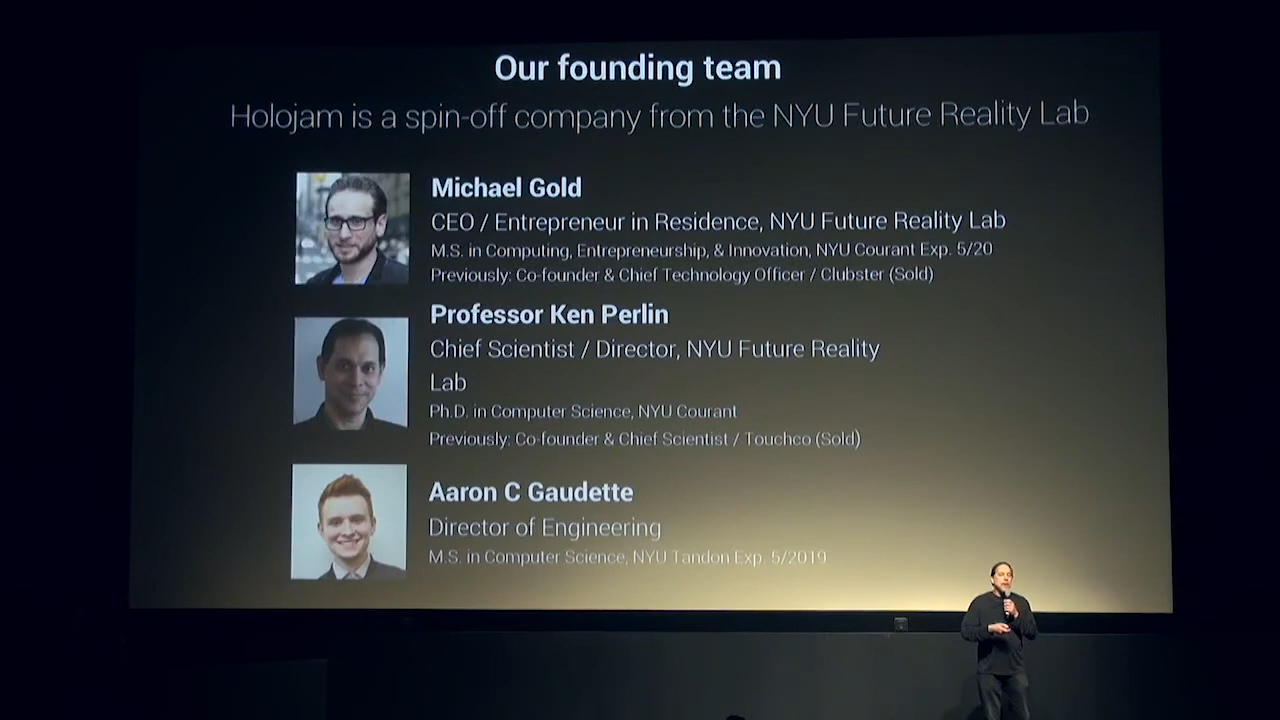 Our founding team
Holojam is a spin-off company from the NYU Future Reality Lab
Michael Gold
CEO / Entrepreneur in Residence, NYU Future Reality Lab
M.S. in Computing, Entrepreneurship, & Innovation, NYU Courant Exp. 5/20
Previously: Co-founder & Chief Technology Officer / Clubster (Sold)
Professor Ken Perlin
Chief Scientist / Director, NYU Future Reality
Lab
Ph.D. in Computer Science, NYU Courant
Previously: Co-founder & Chief Scientist / Touchco (Sold)
Aaron C Gaudette
Director of Engineering
M.S. in Computer Science, NYU Tandon Exp. 5/2019